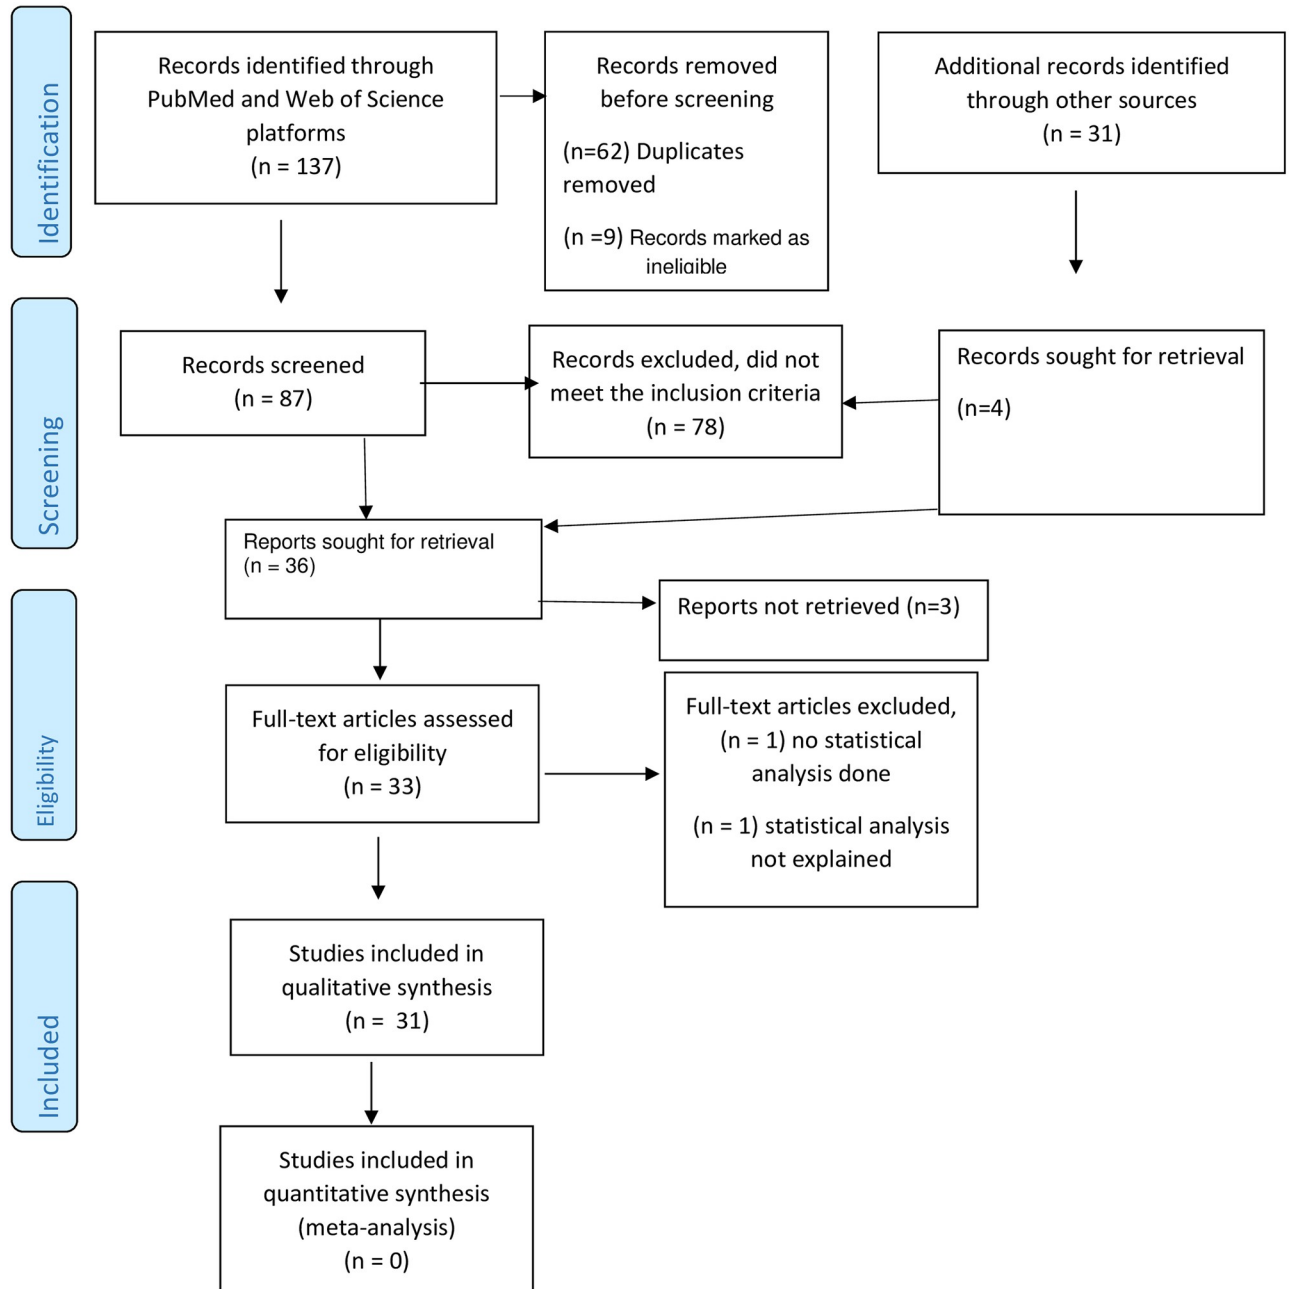 Identification
Records identified through
PubMed and Web of Science
platforms
(n = 137)
Records removed
before screening
(n=62) Duplicates
removed
(n =9) Records marked as
ineligible
Additional records identified
through other sources
(n = 31)
Screening
Records screened
(n = 87)
Records excluded, did not
meet the inclusion criteria
(n = 78)
Records sought for retrieval
(n=4)
Reports sought for retrieval
(n = 36)
Reports not retrieved (n=3)
Eligibility
Full-text articles assessed
for eligibility
(n = 33)
Full-text articles excluded,
(n = 1) no statistical
analysis done
(n = 1) statistical analysis
not explained
Included
Studies included in
qualitative synthesis
(n = 31)
Studies included in
quantitative synthesis
(meta-analysis)
(n = 0)